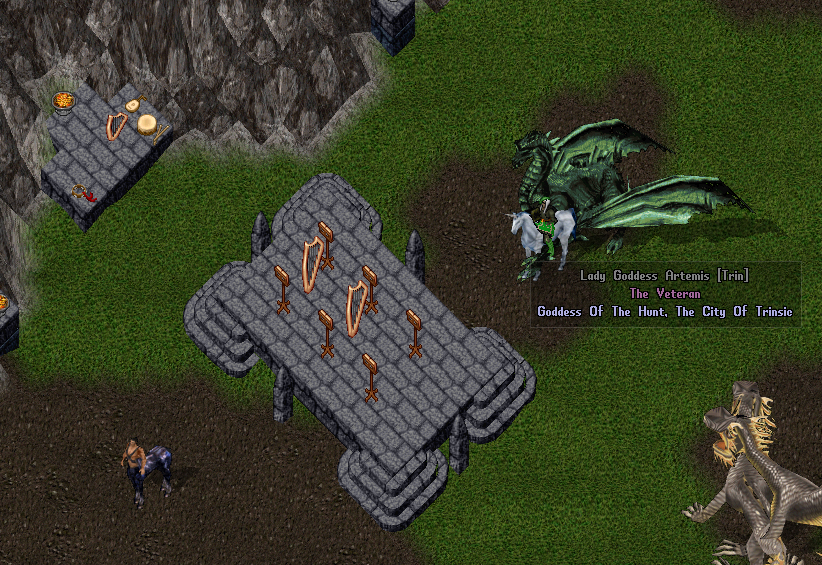 Lady Goddess Artemis [Trin]
The Veteran
Goddess Of The Hunt, The City Of Trinsic